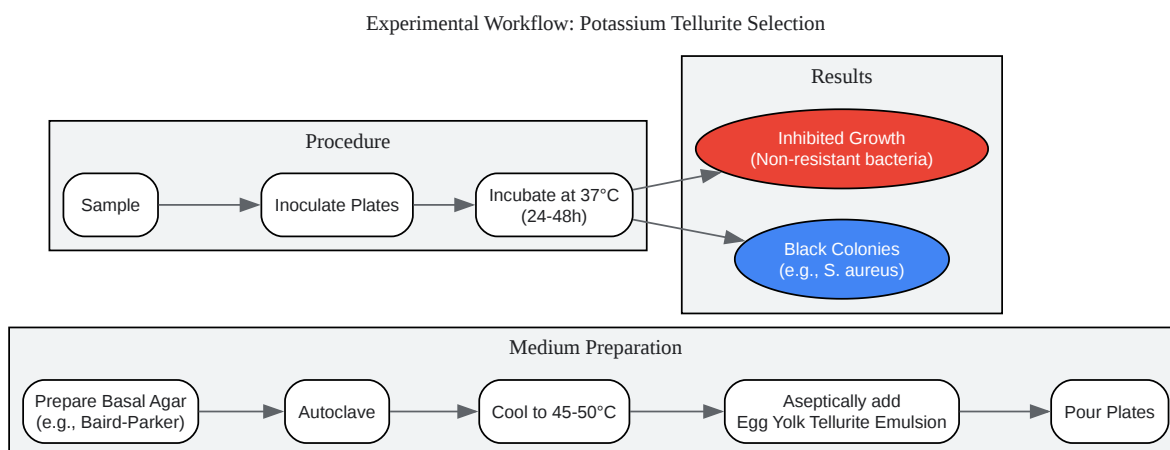 Experimental Workflow: Potassium Tellurite Selection
Results
Procedure
Inhibited Growth
(Non-resistant bacteria)
Sample
Inoculate Plates
Incubate at 37°C
(24-48h)
Black Colonies
(e.g., S. aureus)
Medium Preparation
Prepare Basal Agar
(e.g., Baird-Parker)
Autoclave
Cool to 45-50°C
Aseptically add
Egg Yolk Tellurite Emulsion
Pour Plates